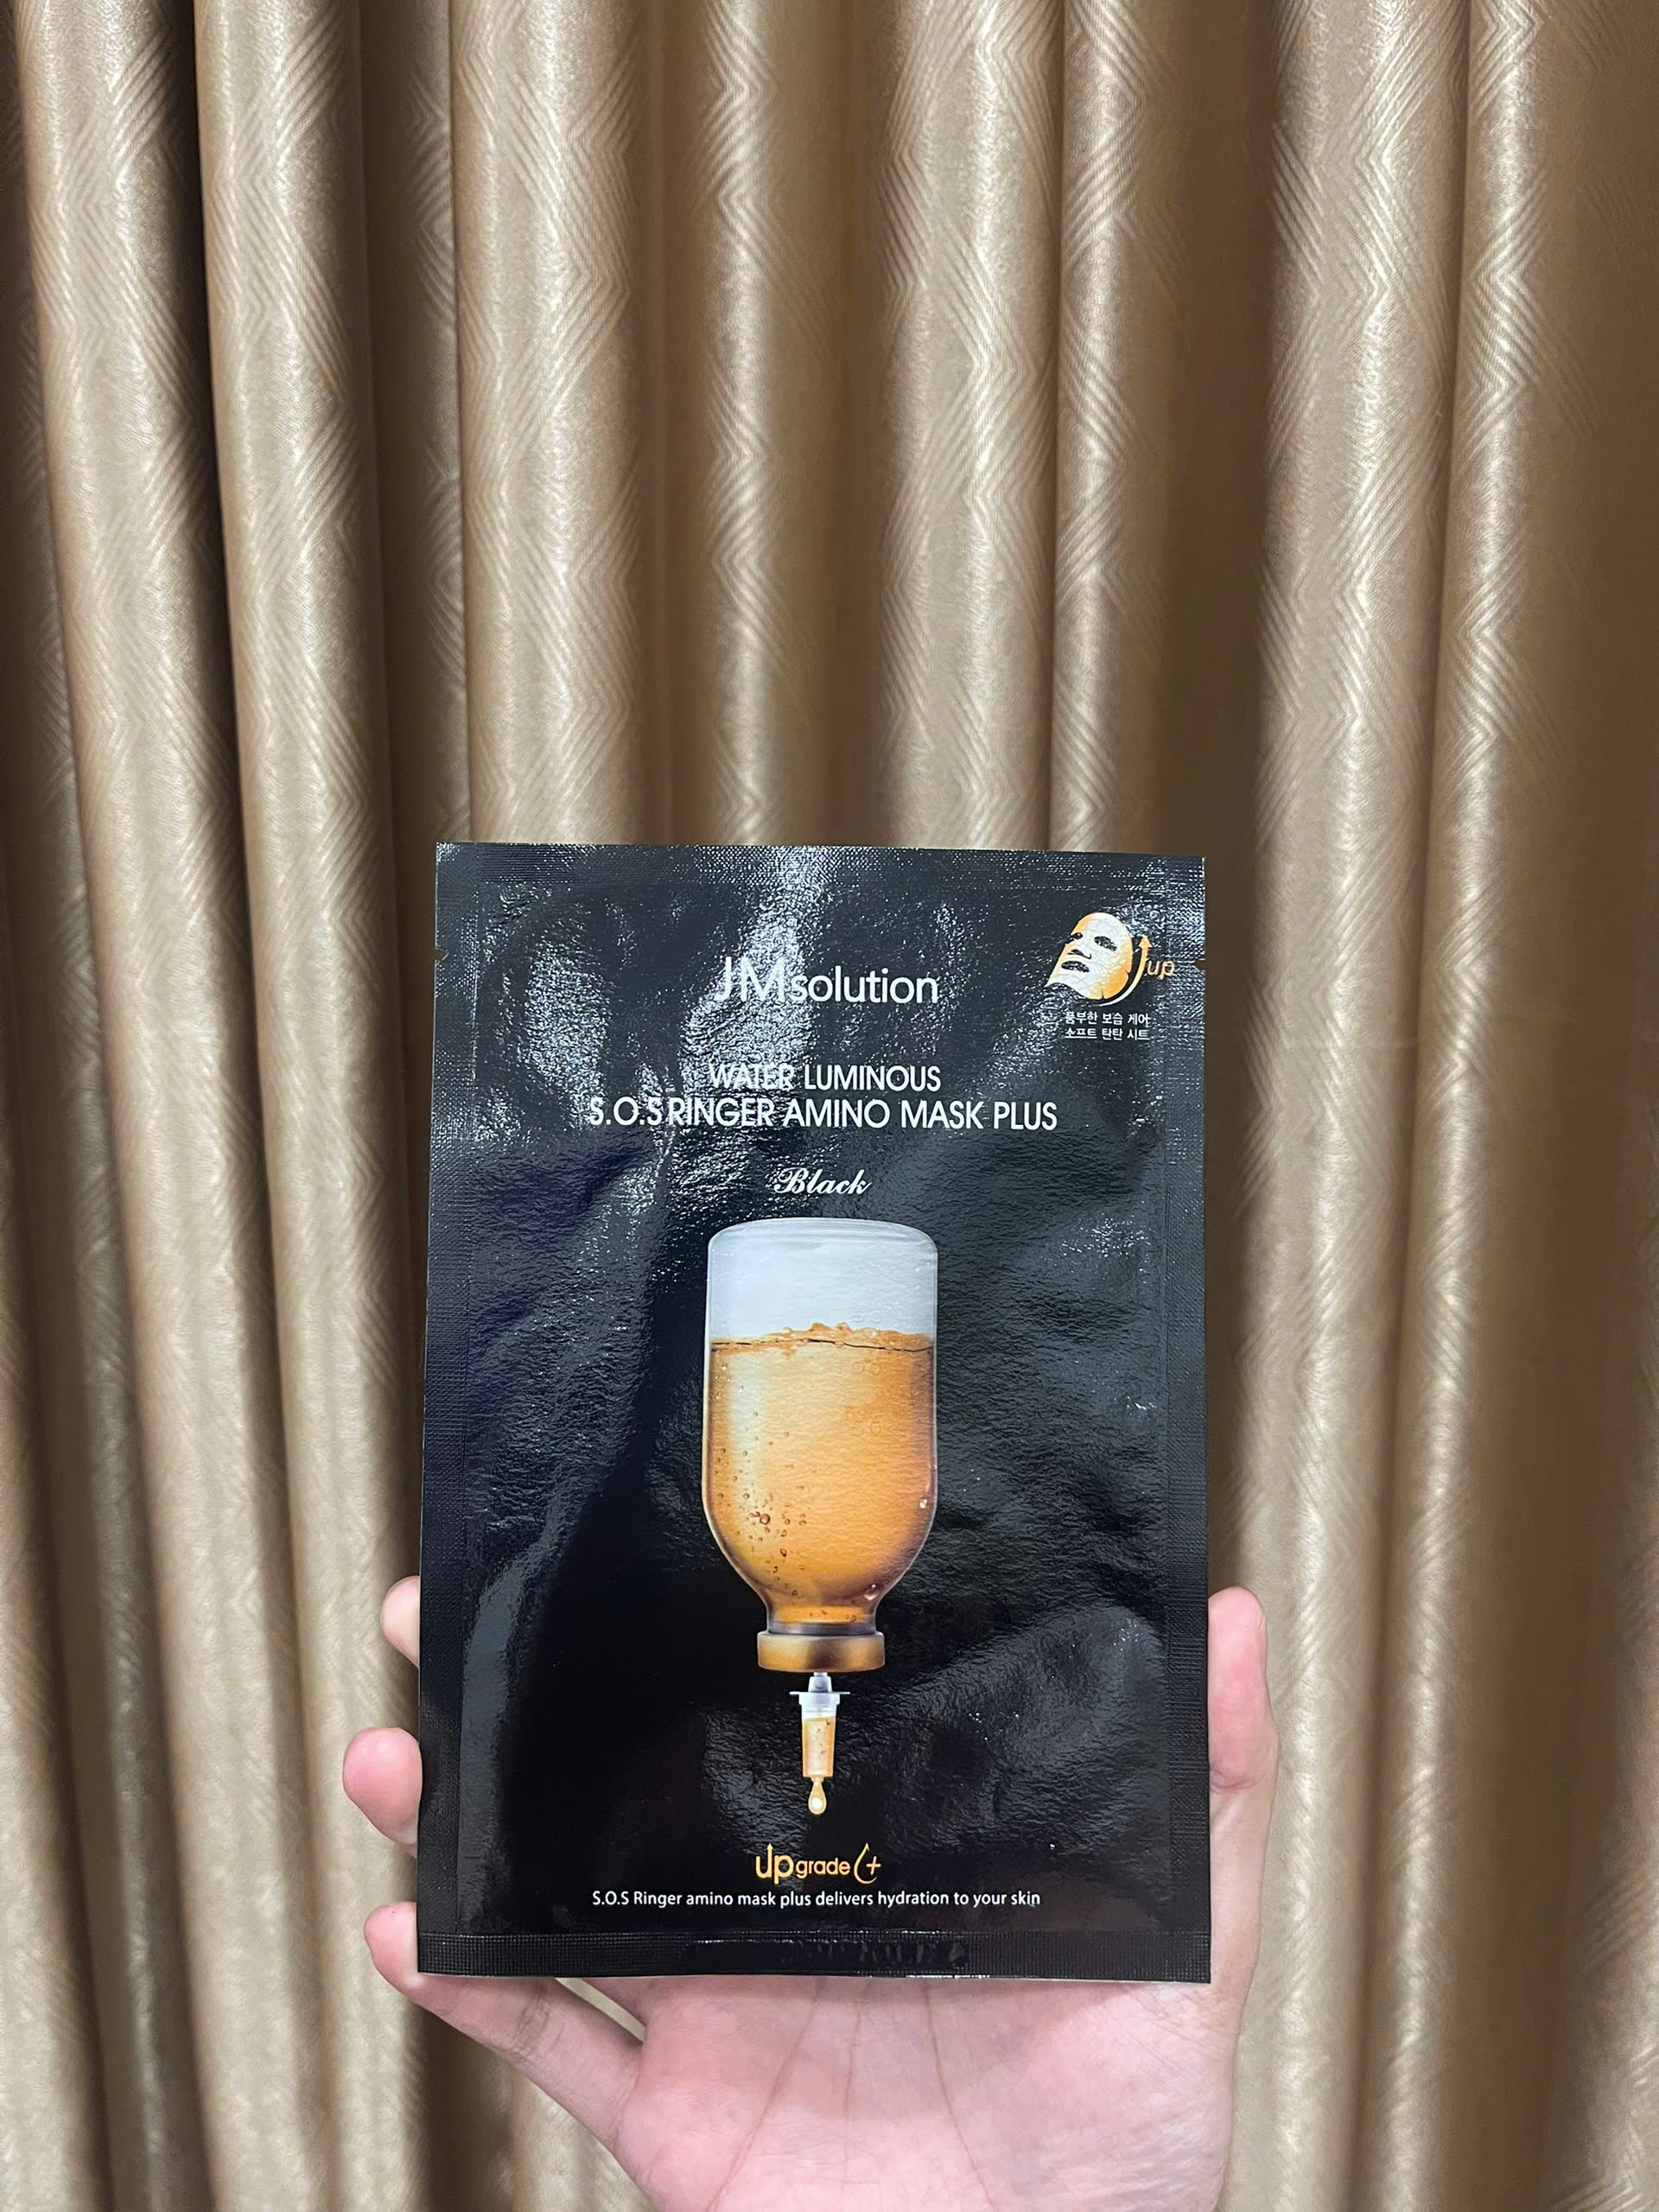 JMsolution
up
풍부한 보습 케어
소프트 탄탄 시트
WATER LUMINOUS
S.O.S RINGER AMINO MASK PLUS
Black
upgrade +
S.O.S Ringer amino mask plus delivers hydration to your skin